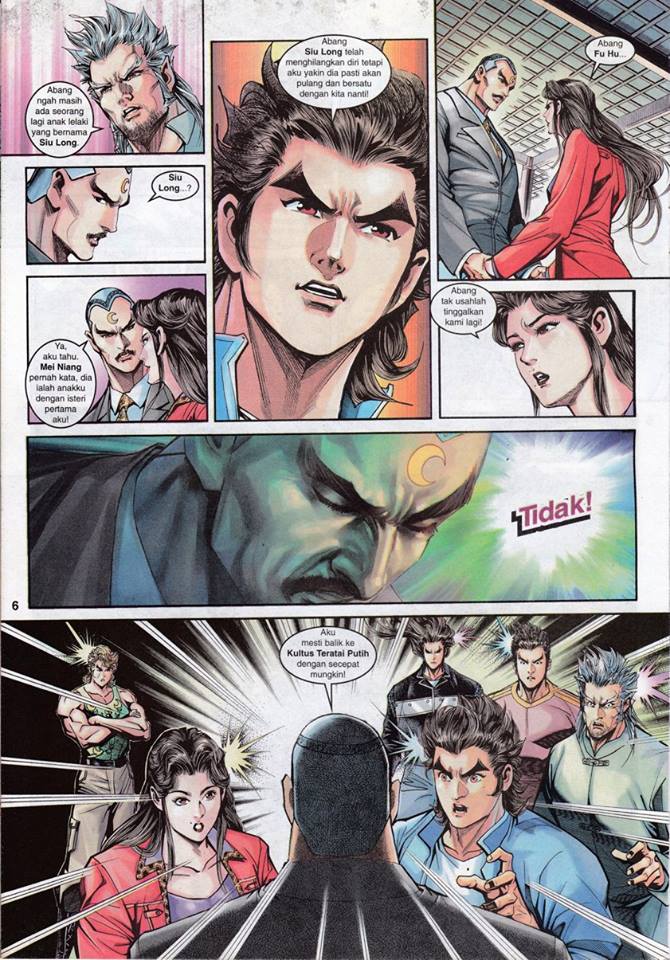 Abang
ngah masih
ada seorang
lagi anak lelaki
yang bernama
Siu Long.
Siu
Long...?
Ya,
aku tahu.
Mei Niang
pernah kata, dia
ialah anakku
dengan isteri
pertama
aku!
Abang
Siu Long telah
menghilangkan diri tetapi
aku yakin dia pasti akan
pulang dan bersatu
dengan kita nanti!
Abang
Fu Hu...
Abang
tak usahlah
tinggalkan
kami lagi!
Tidak!
6
Aku
mesti balik ke
Kultus Teratai Putih
dengan secepat
mungkin!